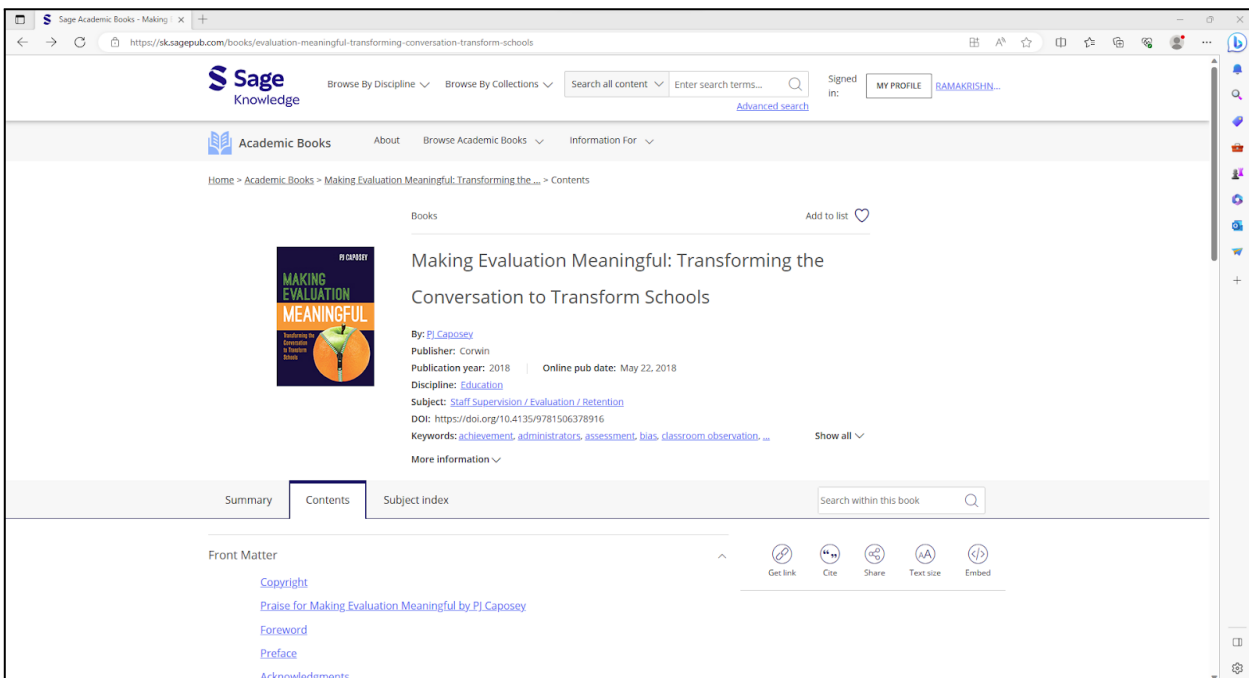 Sage Academic Books - Making
https://sk.sagepub.com/books/evaluation-meaningful-transforming-conversation-transform-schools
Sage
Knowledge
Browse By Discipline
Browse By Collections
Search all content
Enter search terms...
Advanced search
Signed
in:
MY PROFILE
RAMAKRISHN...
Academic Books
About
Browse Academic Books
Information For
Home > Academic Books > Making Evaluation Meaningful: Transforming the ... > Contents
Books
Add to list
PJ CAPOSEY
MAKING
EVALUATION
MEANINGFUL
Transforming the
Conversation
to Transform
Schools
Making Evaluation Meaningful: Transforming the
Conversation to Transform Schools
By: PJ Caposey
Publisher: Corwin
Publication year: 2018 | Online pub date: May 22, 2018
Discipline: Education
Subject: Staff Supervision / Evaluation / Retention
DOI: https://doi.org/10.4135/9781506378916
Keywords: achievement, administrators, assessment, bias, classroom observation, ...
Show all
More information
Summary
Contents
Subject index
Search within this book
Front Matter
Get link
Cite
Share
Text size
Embed
Copyright
Praise for Making Evaluation Meaningful by PJ Caposey
Foreword
Preface
Acknowledgments